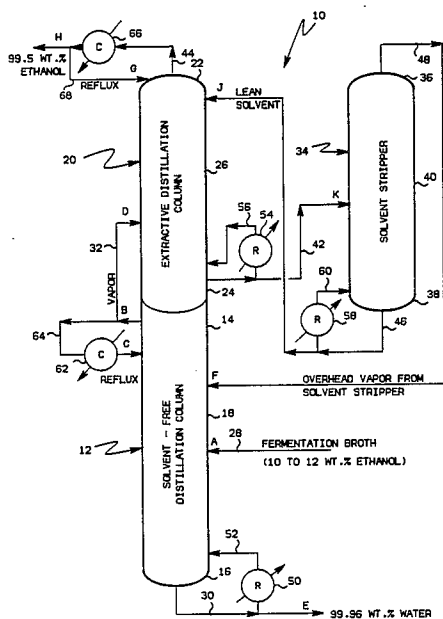 10
H
C
66
99.5 WT.%
ETHANOL
44
22
G
68
REFLUX
48
36
J
LEAN
SOLVENT
20
EXTRACTIVE DISTILLATION
COLUMN
26
34
SOLVENT STRIPPER
40
56
54
R
K
D
32
VAPOR
42
24
60
38
64
B
14
R
58
46
62
C
C
REFLUX
F
OVERHEAD VAPOR FROM
SOLVENT STRIPPER
18
SOLVENT-FREE
DISTILLATION COLUMN
12
A
28
FERMENTATION BROTH
(10 TO 12 WT.% ETHANOL)
52
R
50
16
30
E
99.96 WT.% WATER